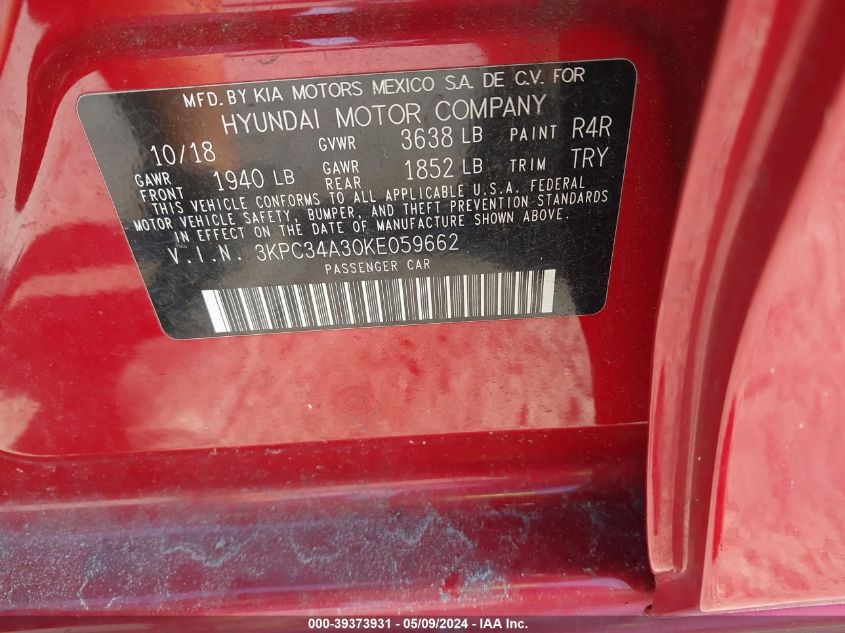 MFD. BY KIA MOTORS MEXICO S.A. DE C.V. FOR
HYUNDAI MOTOR COMPANY
10/18 GVWR 3638 LB PAINT R4R
GAWR FRONT 1940 LB GAWR REAR 1852 LB TRIM TRY
THIS VEHICLE CONFORMS TO ALL APPLICABLE U.S.A. FEDERAL
MOTOR VEHICLE SAFETY, BUMPER, AND THEFT PREVENTION STANDARDS
IN EFFECT ON THE DATE OF MANUFACTURE SHOWN ABOVE.
V.I.N. 3KPC34A30KE059662
PASSENGER CAR
000-39373931 - 05/09/2024 - IAA Inc.